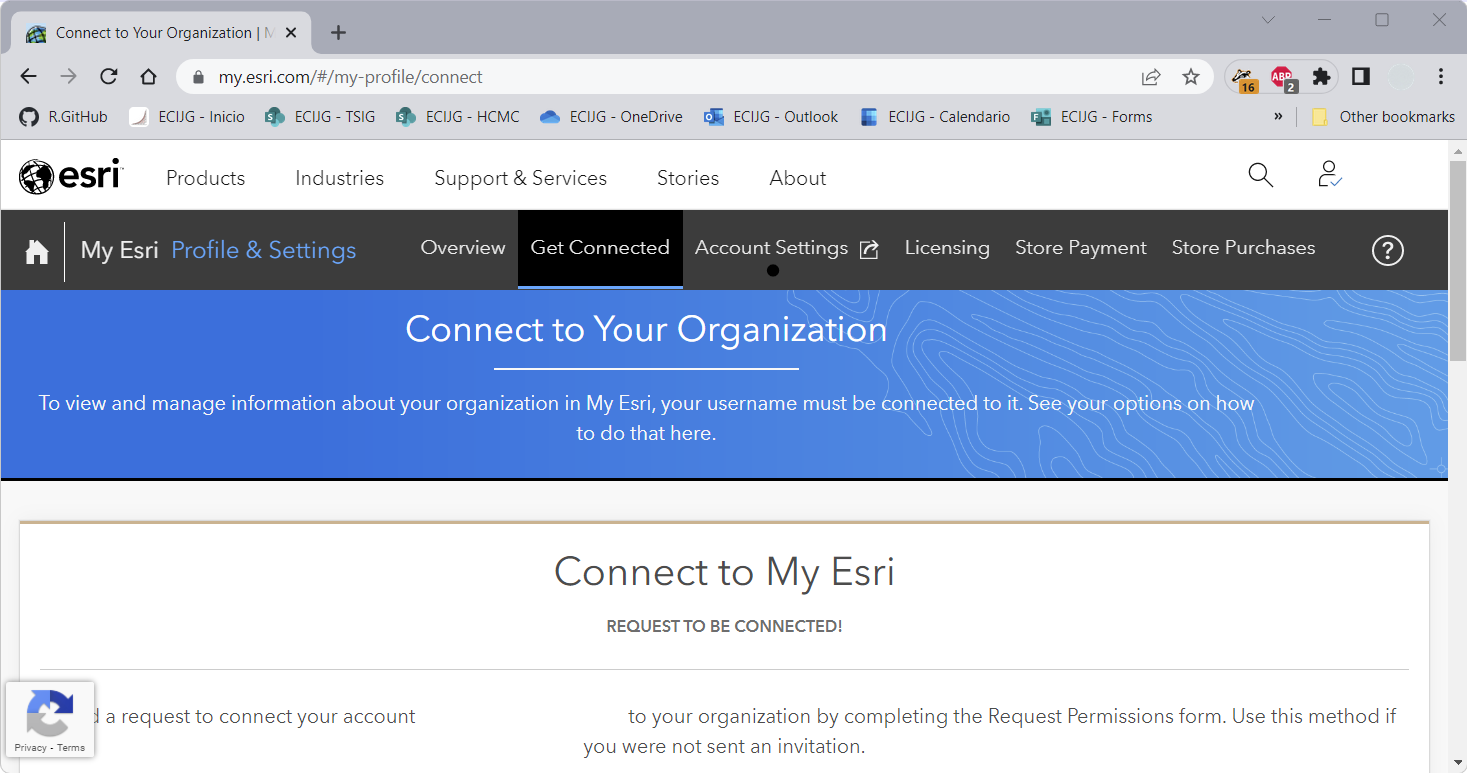 Connect to Your Organization | M
my.esri.com/#/my-profile/connect
16
ABP
2
R.GitHub
ECIJG - Inicio
ECIJG - TSIG
ECIJG - HCMC
ECIJG - OneDrive
ECIJG - Outlook
ECIJG - Calendario
ECIJG - Forms
»
Other bookmarks
esri
Products
Industries
Support & Services
Stories
About
My Esri Profile & Settings
Overview
Get Connected
Account Settings
Licensing
Store Payment
Store Purchases
?
Connect to Your Organization
To view and manage information about your organization in My Esri, your username must be connected to it. See your options on how
to do that here.
Connect to My Esri
REQUEST TO BE CONNECTED!
a request to connect your account to your organization by completing the Request Permissions form. Use this method if
you were not sent an invitation.
Privacy - Terms